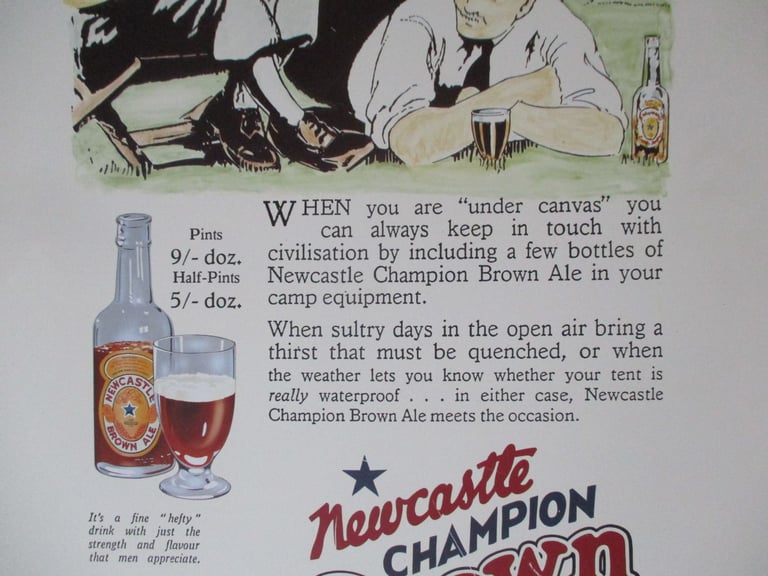 Pints
9/- doz.
Half-Pints
5/- doz.
WHEN you are "under canvas" you
can always keep in touch with
civilisation by including a few bottles of
Newcastle Champion Brown Ale in your
camp equipment.
When sultry days in the open air bring a
thirst that must be quenched, or when
the weather lets you know whether your tent is
really waterproof . . . in either case, Newcastle
Champion Brown Ale meets the occasion.
NEWCASTLE
BROWN ALE
It's a fine "hefty"
drink with just the
strength and flavour
that men appreciate.
Newcastle
CHAMPION
Brown